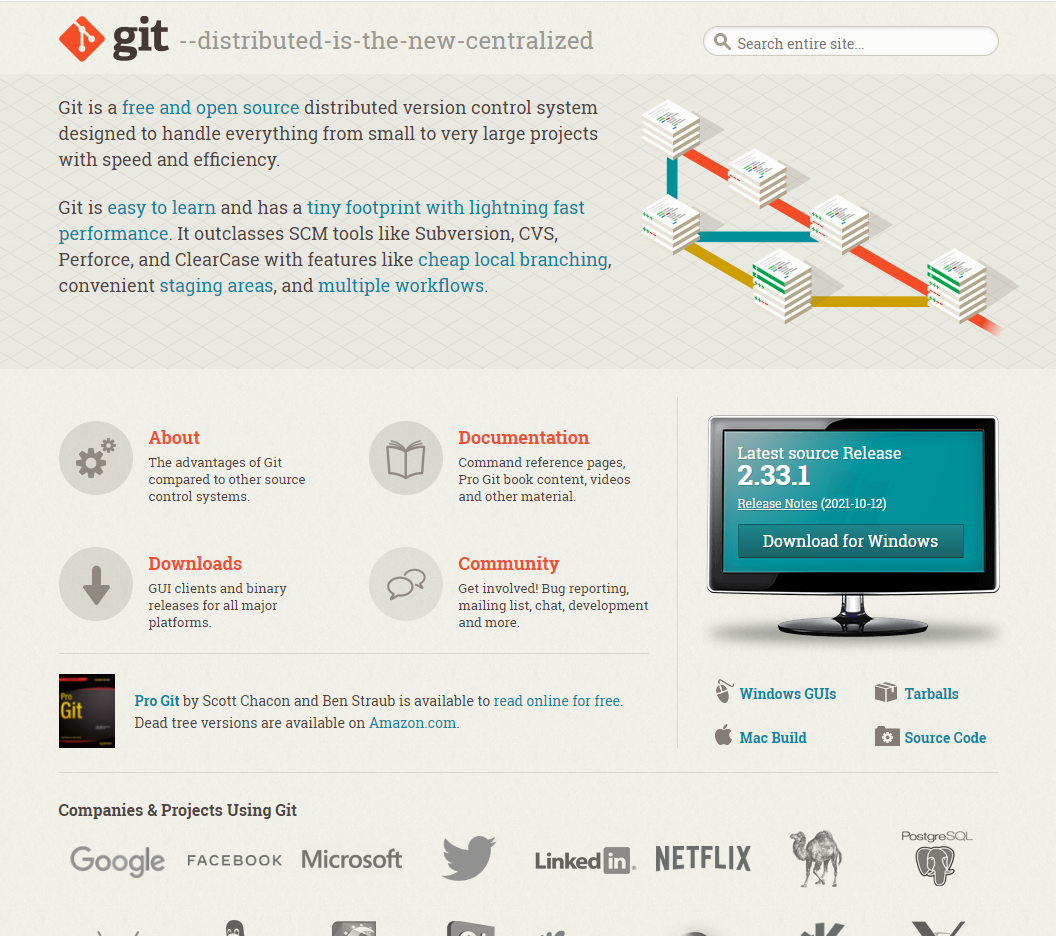 git --distributed-is-the-new-centralized
Search entire site...
Git is a free and open source distributed version control system
designed to handle everything from small to very large projects
with speed and efficiency.
Git is easy to learn and has a tiny footprint with lightning fast
performance. It outclasses SCM tools like Subversion, CVS,
Perforce, and ClearCase with features like cheap local branching,
convenient staging areas, and multiple workflows.
About
The advantages of Git
compared to other source
control systems.
Documentation
Command reference pages,
Pro Git book content, videos
and other material.
Downloads
GUI clients and binary
releases for all major
platforms.
Community
Get involved! Bug reporting,
mailing list, chat, development
and more.
Pro
Git
Pro Git by Scott Chacon and Ben Straub is available to read online for free.
Dead tree versions are available on Amazon.com.
Latest source Release
2.33.1
Release Notes (2021-10-12)
Download for Windows
Windows GUIs
Tarballs
Mac Build
Source Code
Companies & Projects Using Git
Google
FACEBOOK
Microsoft
Linked in
NETFLIX
PostgreSQL